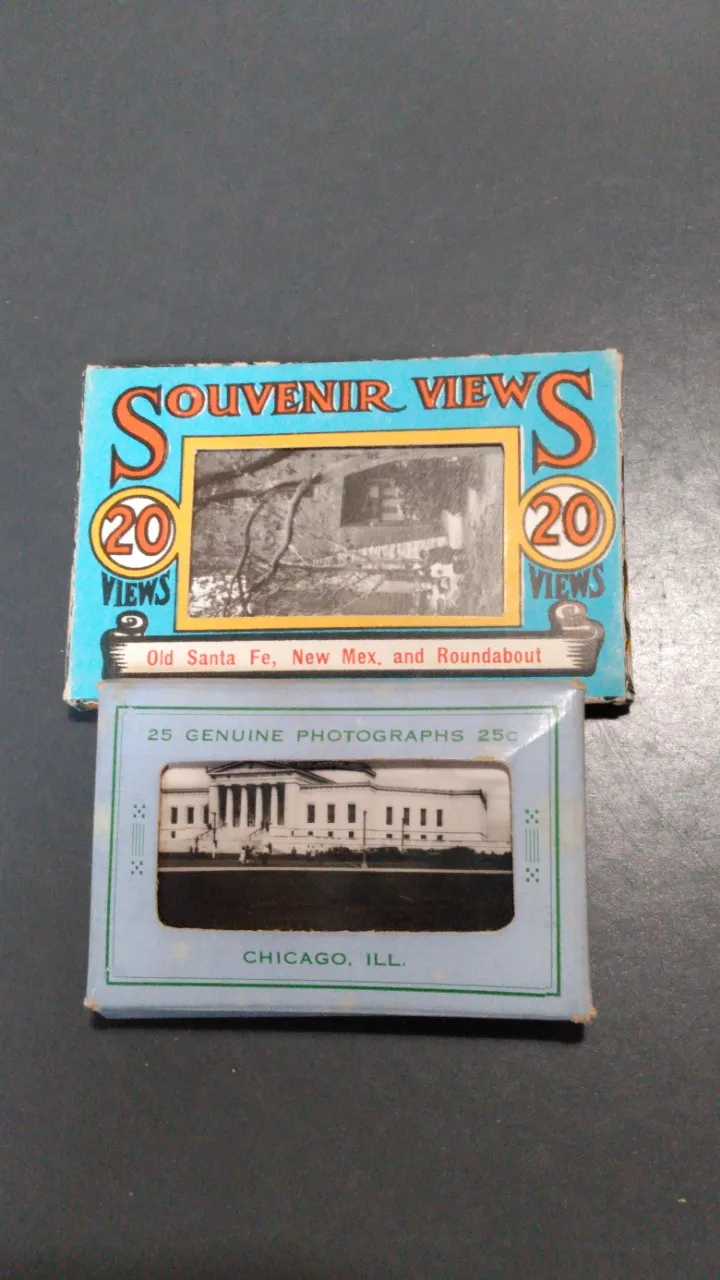 SOUVENIR VIEWS
20 20
VIEWS VIEWS
Old Santa Fe, New Mex. and Roundabout
25 GENUINE PHOTOGRAPHS 25c
CHICAGO, ILL.